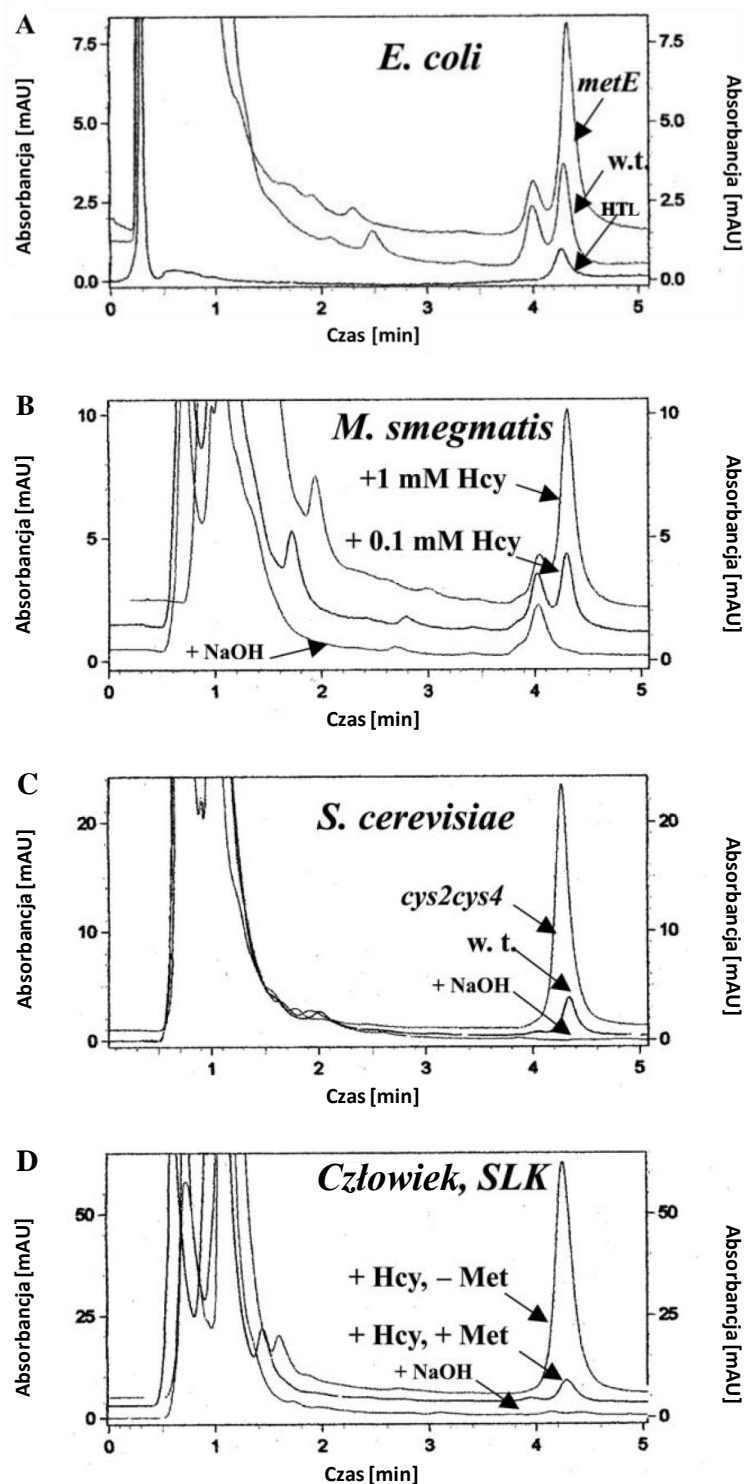 A
E. coli
Absorbancja [mAU]
7.5
5.0
2.5
0.0
metE
w.t.
HTL
7.5
5.0
2.5
0.0
Absorbancja [mAU]
0 1 2 3 4 5
Czas [min]
B
M. smegmatis
Absorbancja [mAU]
10
5
0
+1 mM Hcy
+ 0.1 mM Hcy
+ NaOH
10
5
0
Absorbancja [mAU]
0 1 2 3 4 5
Czas [min]
C
S. cerevisiae
Absorbancja [mAU]
20
10
0
cys2cys4
w. t.
+ NaOH
20
10
0
Absorbancja [mAU]
0 1 2 3 4 5
Czas [min]
D
Człowiek, SLK
Absorbancja [mAU]
50
25
0
+ Hcy, – Met
+ Hcy, + Met
+ NaOH
50
25
0
Absorbancja [mAU]
0 1 2 3 4 5
Czas [min]